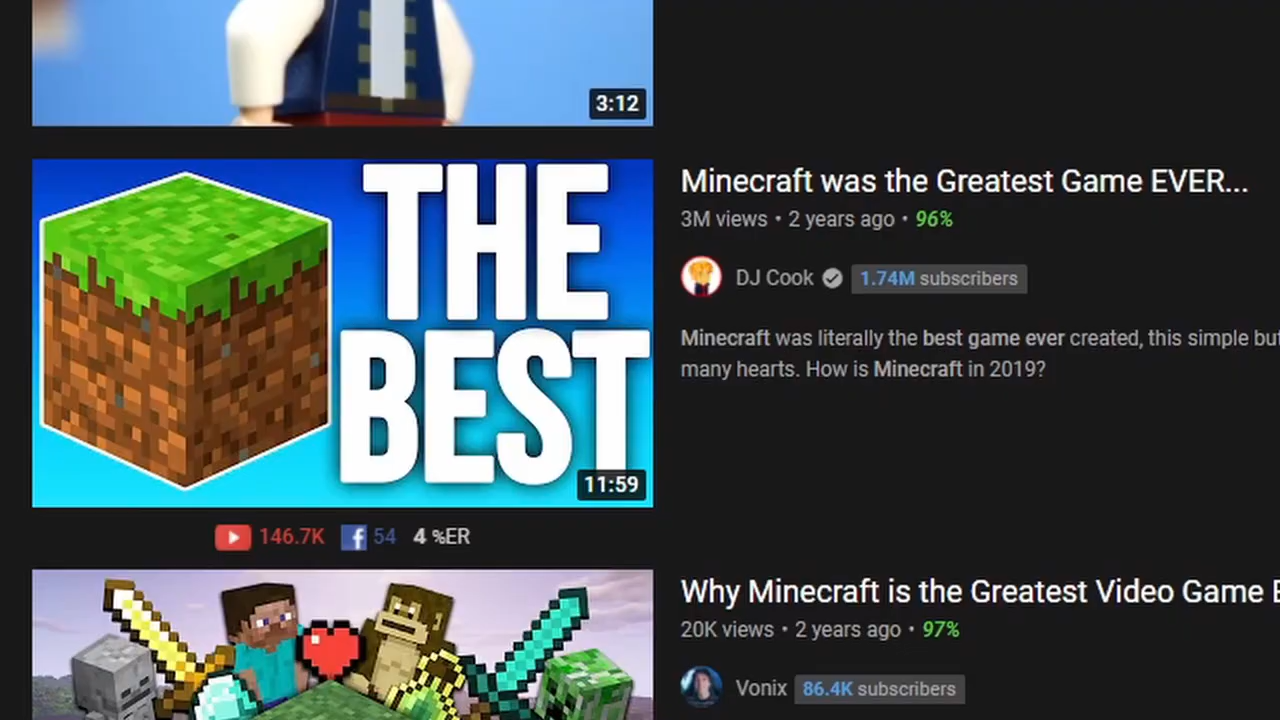 3:12
THE
BEST
11:59
146.7K 54 4 %ER
Minecraft was the Greatest Game EVER...
3M views • 2 years ago • 96%
DJ Cook 1.74M subscribers
Minecraft was literally the best game ever created, this simple but
many hearts. How is Minecraft in 2019?
Why Minecraft is the Greatest Video Game E
20K views • 2 years ago • 97%
Vonix 86.4K subscribers